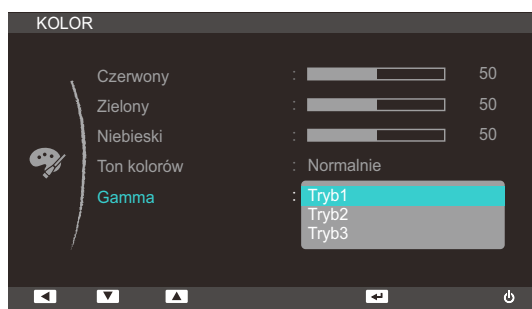 KOLOR
Czerwony : 50
Zielony : 50
Niebieski : 50
Ton kolorów : Normalnie
Gamma : Tryb1
Tryb2
Tryb3